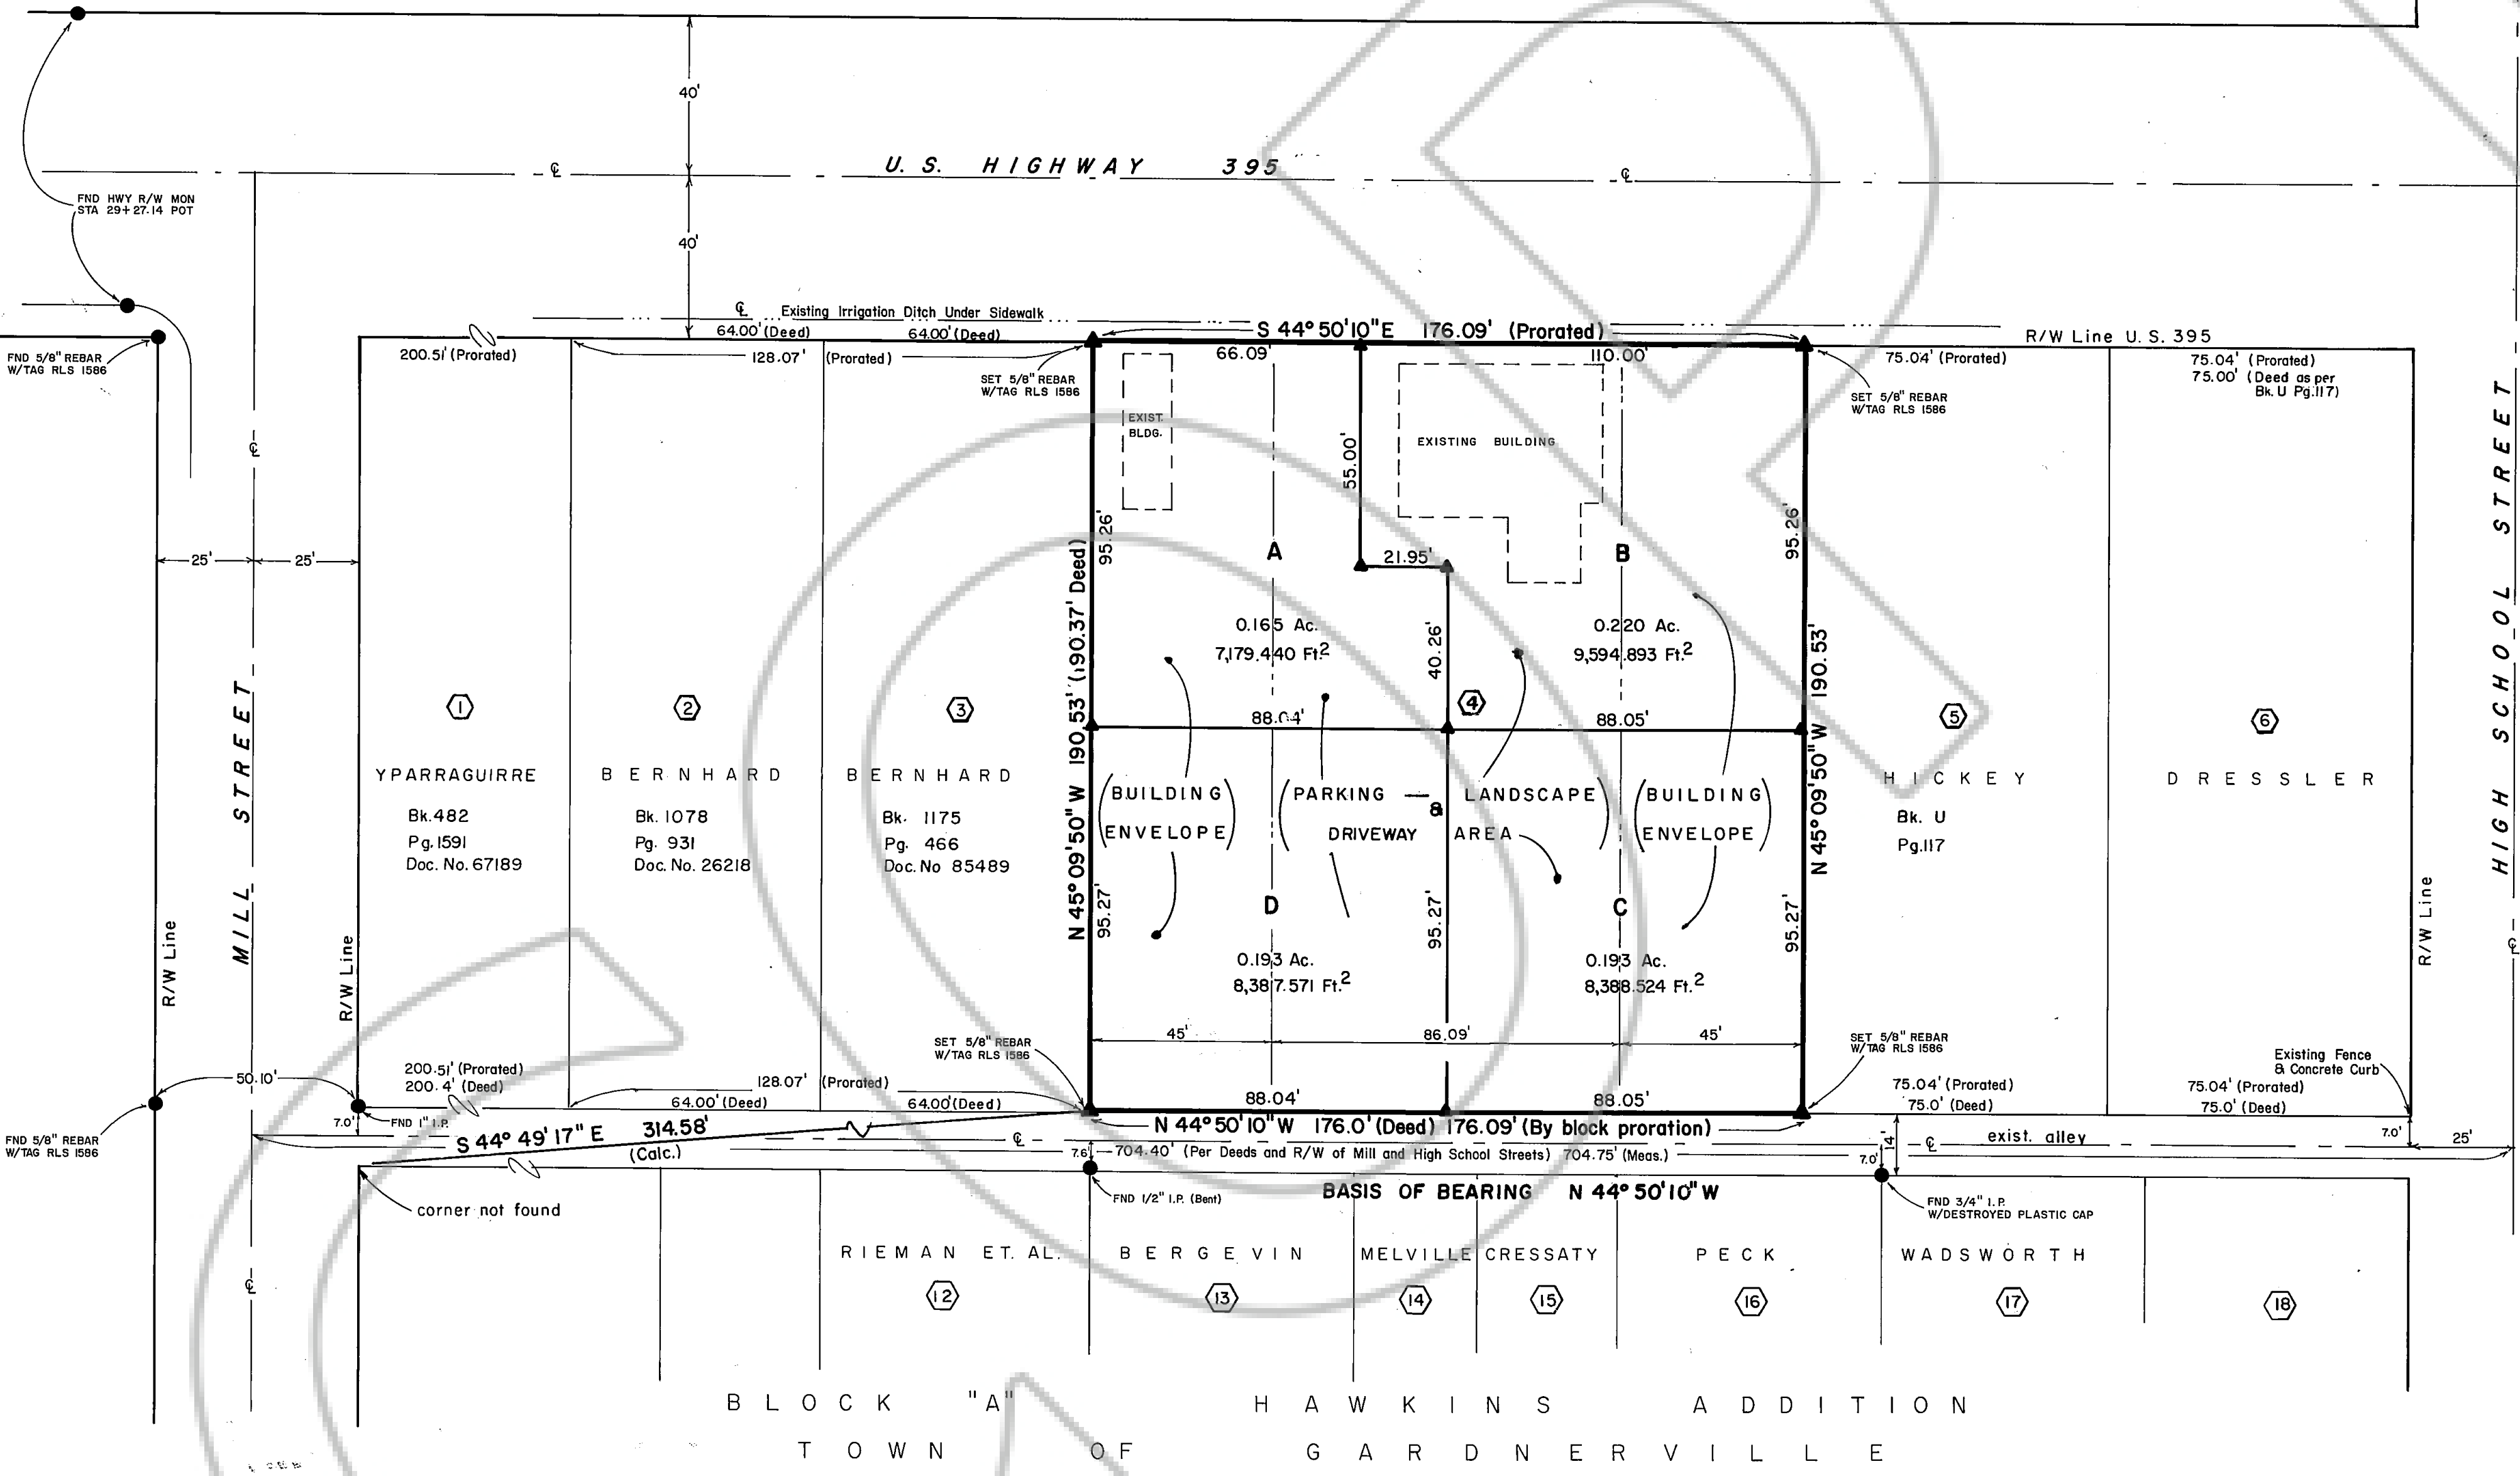 40'
U.S. HIGHWAY 395
℄
℄
FND HWY R/W MON
STA 29+27.14 POT
40'
℄ Existing Irrigation Ditch Under Sidewalk
64.00' (Deed)
64.00' (Deed)
S 44°50'10"E 176.09' (Prorated)
R/W Line U.S. 395
FND 5/8" REBAR
W/TAG RLS 1586
200.51' (Prorated)
128.07' (Prorated)
66.09'
110.00'
75.04' (Prorated)
75.04' (Prorated)
75.00' (Deed as per
Bk. U Pg.117)
SET 5/8" REBAR
W/TAG RLS 1586
SET 5/8" REBAR
W/TAG RLS 1586
EXIST.
BLDG.
EXISTING BUILDING
℄
55.00'
95.26'
95.26'
25'
25'
A
21.95'
B
0.165 Ac.
7,179.440 Ft.2
40.26'
0.220 Ac.
9,594.893 Ft.2
N 45°09'50"W 190.53' (190.37' Deed)
N 45°09'50"W 190.53'
1
2
3
4
5
6
88.04'
88.05'
MILL STREET
HIGH SCHOOL STREET
℄
YPARRAGUIRRE
Bk.482
Pg.1591
Doc. No. 67189
BERNHARD
Bk. 1078
Pg. 931
Doc. No. 26218
BERNHARD
Bk. 1175
Pg. 466
Doc. No 85489
(BUILDING
ENVELOPE)
(PARKING — & LANDSCAPE)
DRIVEWAY AREA
(BUILDING
ENVELOPE)
HICKEY
Bk. U
Pg.117
DRESSLER
95.27'
95.27'
95.27'
D
C
R/W Line
R/W Line
R/W Line
0.193 Ac.
8,387.571 Ft.2
0.193 Ac.
8,388.524 Ft.2
45'
86.09'
45'
SET 5/8" REBAR
W/TAG RLS 1586
SET 5/8" REBAR
W/TAG RLS 1586
Existing Fence
& Concrete Curb
50.10'
200.51' (Prorated)
200.4' (Deed)
128.07' (Prorated)
64.00' (Deed)
64.00' (Deed)
88.04'
88.05'
75.04' (Prorated)
75.0' (Deed)
75.04' (Prorated)
75.0' (Deed)
7.0'
FND 1" I.P.
FND 5/8" REBAR
W/TAG RLS 1586
S 44° 49' 17" E 314.58'
(Calc.)
℄
N 44°50'10"W 176.0' (Deed) 176.09' (By block proration)
℄ exist. alley
14'
7.0'
25'
7.6'
704.40' (Per Deeds and R/W of Mill and High School Streets) 704.75' (Meas.)
7.0'
FND 1/2" I.P. (Bent)
BASIS OF BEARING N 44° 50' 10" W
FND 3/4" I.P.
W/DESTROYED PLASTIC CAP
corner not found
℄
RIEMAN ET. AL.
BERGEVIN
MELVILLE
CRESSATY
PECK
WADSWORTH
12
13
14
15
16
17
18
BLOCK "A" HAWKINS ADDITION
TOWN OF GARDNERVILLE